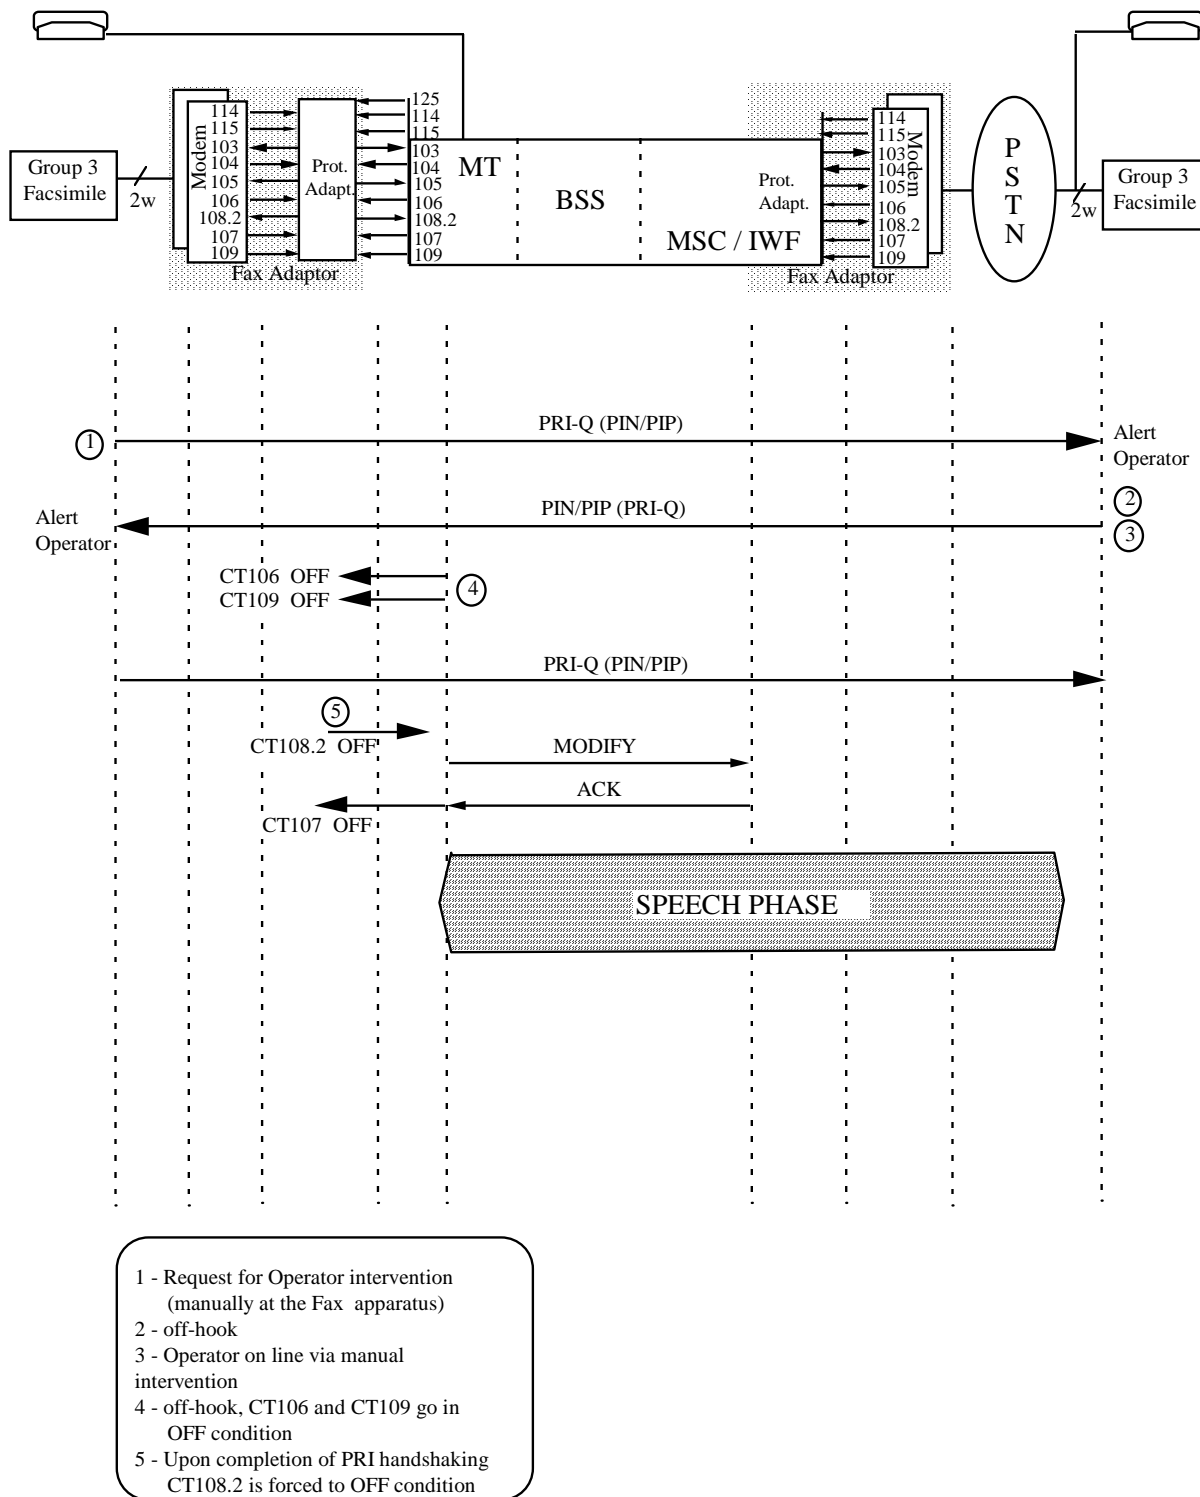 114
115
103
104
105
106
108.2
107
109
Modem
Prot.
Adapt.
125
114
115
103
104
105
106
108.2
107
109
MT
BSS
MSC / IWF
Prot.
Adapt.
114
115
103
104
105
106
108.2
107
109
Modem
P
S
T
N
Group 3
Facsimile
2w
Fax Adaptor
Fax Adaptor
2w
Group 3
Facsimile
1
PRI-Q (PIN/PIP)
Alert
Operator
2
Alert
Operator
PIN/PIP (PRI-Q)
3
CT106 OFF
CT109 OFF
4
PRI-Q (PIN/PIP)
5
CT108.2 OFF
MODIFY
ACK
CT107 OFF
SPEECH PHASE
1 - Request for Operator intervention
(manually at the Fax apparatus)
2 - off-hook
3 - Operator on line via manual
intervention
4 - off-hook, CT106 and CT109 go in
OFF condition
5 - Upon completion of PRI handshaking
CT108.2 is forced to OFF condition